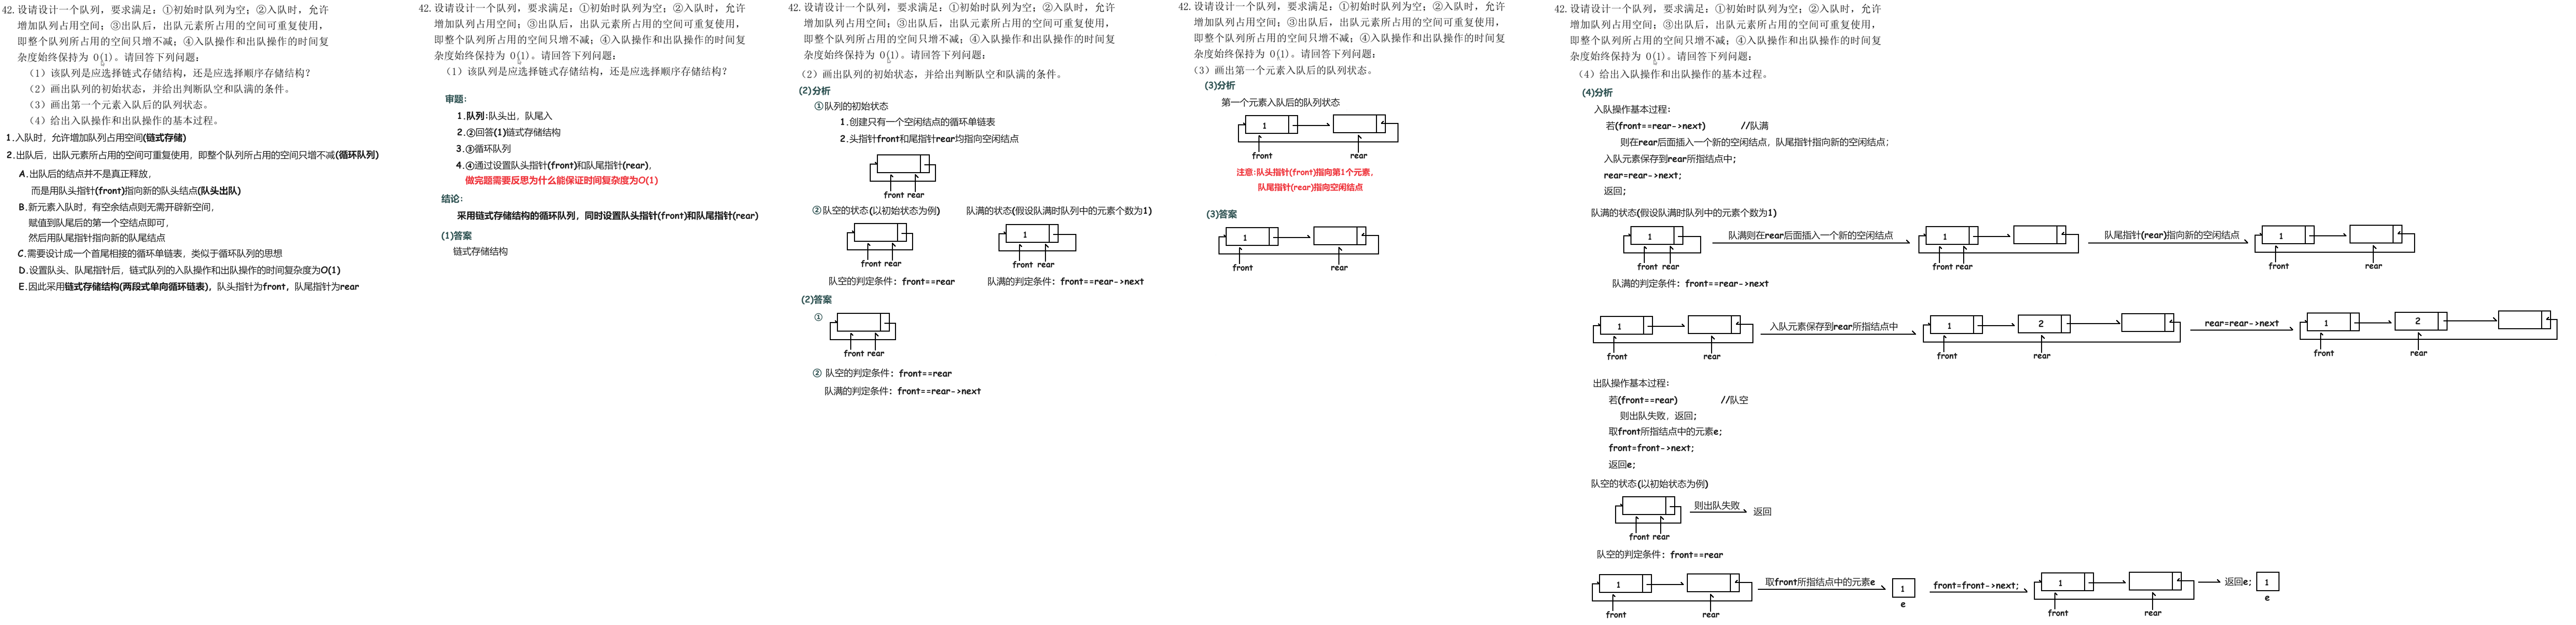 42. 设请设计一个队列，要求满足：①初始时队列为空；②入队时，允许
增加队列占用空间；③出队后，出队元素所占用的空间可重复使用，
即整个队列所占用的空间只增不减；④入队操作和出队操作的时间复
杂度始终保持为 O(1)。请回答下列问题：
（1）该队列是应选择链式存储结构，还是应选择顺序存储结构？
（2）画出队列的初始状态，并给出判断队空和队满的条件。
（3）画出第一个元素入队后的队列状态。
（4）给出入队操作和出队操作的基本过程。
1.入队时，允许增加队列占用空间(链式存储)
2.出队后，出队元素所占用的空间可重复使用，即整个队列所占用的空间只增不减(循环队列)
A.出队后的结点并不是真正释放，
而是用队头指针(front)指向新的队头结点(队头出队)
B.新元素入队时，有空余结点则无需开辟新空间，
赋值到队尾后的第一个空结点即可，
然后用队尾指针指向新的队尾结点
C.需要设计成一个首尾相接的循环单链表，类似于循环队列的思想
D.设置队头、队尾指针后，链式队列的入队操作和出队操作的时间复杂度为O(1)
E.因此采用链式存储结构(两段式单向循环链表)，队头指针为front，队尾指针为rear
42. 设请设计一个队列，要求满足：①初始时队列为空；②入队时，允许
增加队列占用空间；③出队后，出队元素所占用的空间可重复使用，
即整个队列所占用的空间只增不减；④入队操作和出队操作的时间复
杂度始终保持为 O(1)。请回答下列问题：
（1）该队列是应选择链式存储结构，还是应选择顺序存储结构？
审题：
1.队列:队头出，队尾入
2.②回答(1)链式存储结构
3.③循环队列
4.④通过设置队头指针(front)和队尾指针(rear)，
做完题需要反思为什么能保证时间复杂度为O(1)
结论：
采用链式存储结构的循环队列，同时设置队头指针(front)和队尾指针(rear)
(1)答案
链式存储结构
42. 设请设计一个队列，要求满足：①初始时队列为空；②入队时，允许
增加队列占用空间；③出队后，出队元素所占用的空间可重复使用，
即整个队列所占用的空间只增不减；④入队操作和出队操作的时间复
杂度始终保持为 O(1)。请回答下列问题：
（2）画出队列的初始状态，并给出判断队空和队满的条件。
(2)分析
①队列的初始状态
1.创建只有一个空闲结点的循环单链表
2.头指针front和尾指针rear均指向空闲结点
front rear
②队空的状态(以初始状态为例) 队满的状态(假设队满时队列中的元素个数为1)
1
front rear front rear
队空的判定条件：front==rear 队满的判定条件：front==rear->next
(2)答案
①
front rear
② 队空的判定条件：front==rear
队满的判定条件：front==rear->next
42. 设请设计一个队列，要求满足：①初始时队列为空；②入队时，允许
增加队列占用空间；③出队后，出队元素所占用的空间可重复使用，
即整个队列所占用的空间只增不减；④入队操作和出队操作的时间复
杂度始终保持为 O(1)。请回答下列问题：
（3）画出第一个元素入队后的队列状态。
(3)分析
第一个元素入队后的队列状态
1
front rear
注意:队头指针(front)指向第1个元素，
队尾指针(rear)指向空闲结点
(3)答案
1
front rear
42. 设请设计一个队列，要求满足：①初始时队列为空；②入队时，允许
增加队列占用空间；③出队后，出队元素所占用的空间可重复使用，
即整个队列所占用的空间只增不减；④入队操作和出队操作的时间复
杂度始终保持为 O(1)。请回答下列问题：
（4）给出入队操作和出队操作的基本过程。
(4)分析
入队操作基本过程：
若(front==rear->next) //队满
则在rear后面插入一个新的空闲结点，队尾指针指向新的空闲结点；
入队元素保存到rear所指结点中；
rear=rear->next；
返回；
队满的状态(假设队满时队列中的元素个数为1)
1 队满则在rear后面插入一个新的空闲结点 1 队尾指针(rear)指向新的空闲结点 1
front rear front rear front rear
队满的判定条件：front==rear->next
1 入队元素保存到rear所指结点中 1 2 rear=rear->next 1 2
front rear front rear front rear
出队操作基本过程：
若(front==rear) //队空
则出队失败，返回；
取front所指结点中的元素e；
front=front->next；
返回e；
队空的状态(以初始状态为例)
则出队失败 返回
front rear
队空的判定条件：front==rear
1 取front所指结点中的元素e 1 front=front->next； 1 返回e； 1
front rear e front rear e